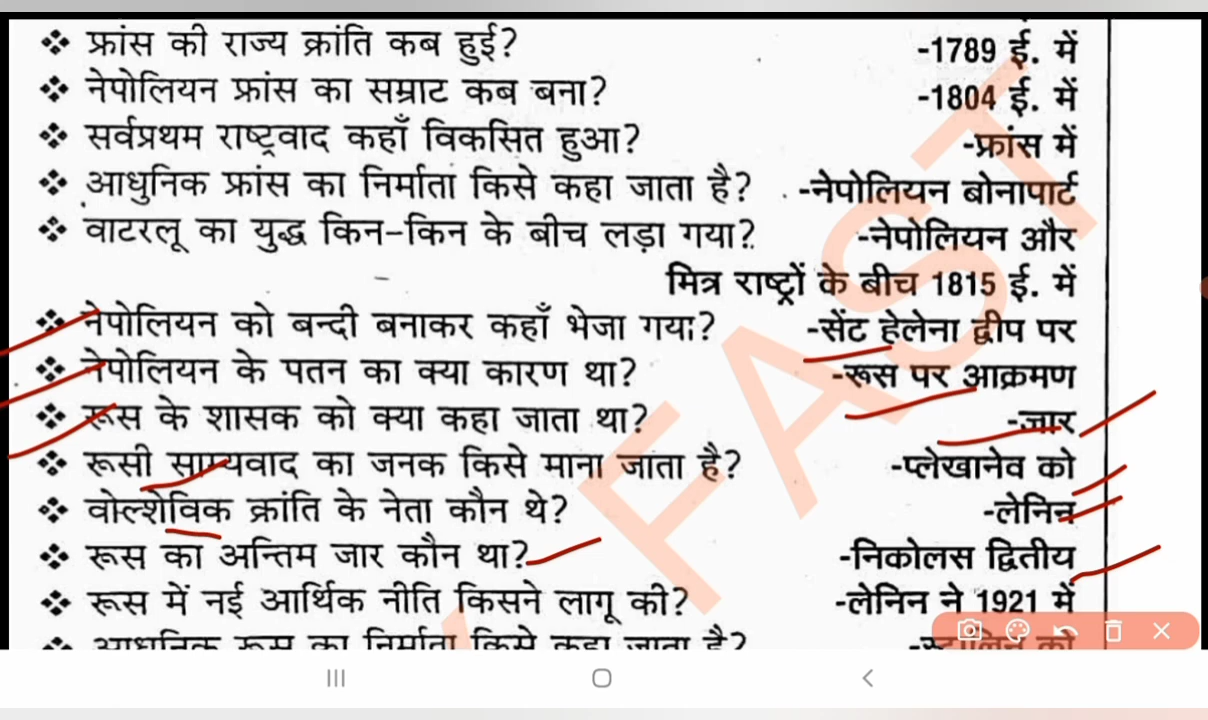 ❖ फ्रांस की राज्य क्रांति कब हुई? -1789 ई. में
❖ नेपोलियन फ्रांस का सम्राट कब बना? -1804 ई. में
❖ सर्वप्रथम राष्ट्रवाद कहाँ विकसित हुआ? -फ्रांस में
❖ आधुनिक फ्रांस का निर्माता किसे कहा जाता है? -नेपोलियन बोनापार्ट
❖ वाटरलू का युद्ध किन-किन के बीच लड़ा गया? -नेपोलियन और
मित्र राष्ट्रों के बीच 1815 ई. में
❖ नेपोलियन को बन्दी बनाकर कहाँ भेजा गया? -सेंट हेलेना द्वीप पर
❖ नेपोलियन के पतन का क्या कारण था? -रूस पर आक्रमण
❖ रूस के शासक को क्या कहा जाता था? -जार
❖ रूसी साम्यवाद का जनक किसे माना जाता है? -प्लेखानेव को
❖ वोल्शेविक क्रांति के नेता कौन थे? -लेनिन
❖ रूस का अन्तिम जार कौन था? -निकोलस द्वितीय
❖ रूस में नई आर्थिक नीति किसने लागू की? -लेनिन ने 1921 में
❖ आधुनिक रूस का निर्माता किसे कहा जाता है? -स्टालिन को
FAST